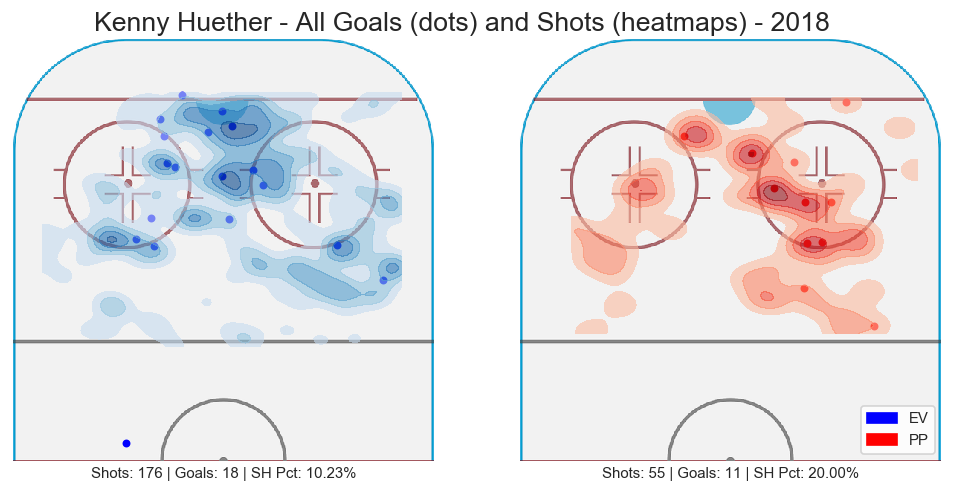 Kenny Huether - All Goals (dots) and Shots (heatmaps) - 2018
EV
PP
Shots: 176 | Goals: 18 | SH Pct: 10.23%
Shots: 55 | Goals: 11 | SH Pct: 20.00%